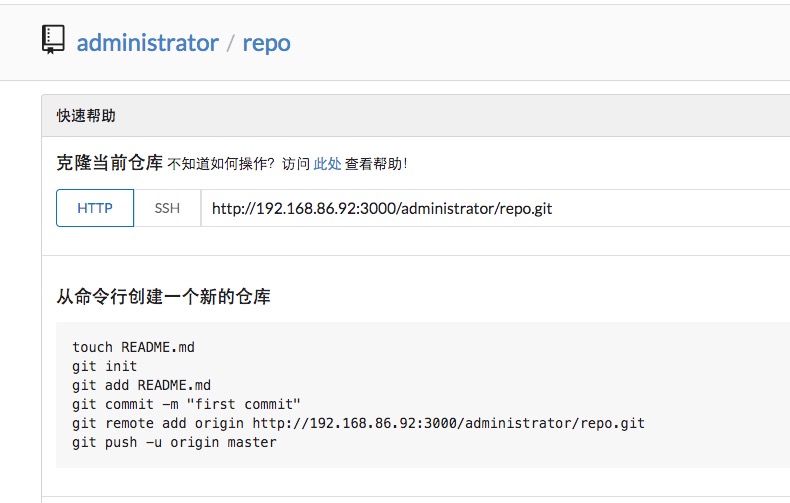 administrator / repo
快速帮助
克隆当前仓库 不知道如何操作？访问 此处 查看帮助！
HTTP SSH http://192.168.86.92:3000/administrator/repo.git
从命令行创建一个新的仓库
touch README.md
git init
git add README.md
git commit -m "first commit"
git remote add origin http://192.168.86.92:3000/administrator/repo.git
git push -u origin master